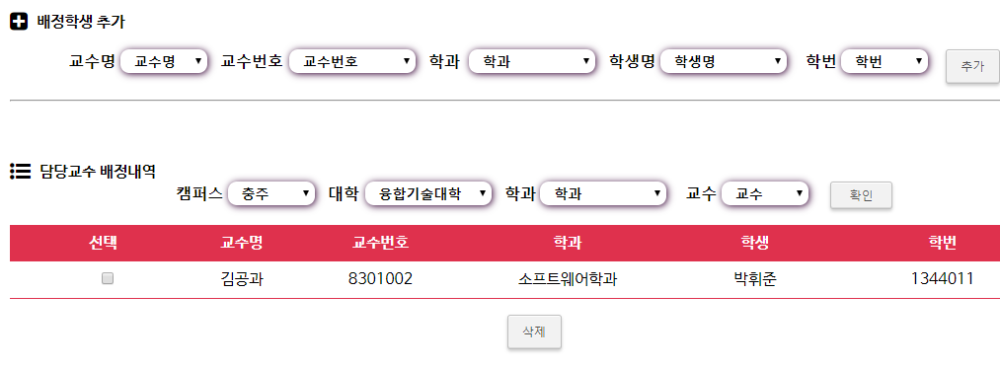 배정학생 추가
교수명 교수명 교수번호 교수번호 학과 학과 학생명 학생명 학번 학번 추가
담당교수 배정내역
캠퍼스 충주 대학 융합기술대학 학과 학과 교수 교수 확인
선택 교수명 교수번호 학과 학생 학번
김공과 8301002 소프트웨어학과 박휘준 1344011
삭제